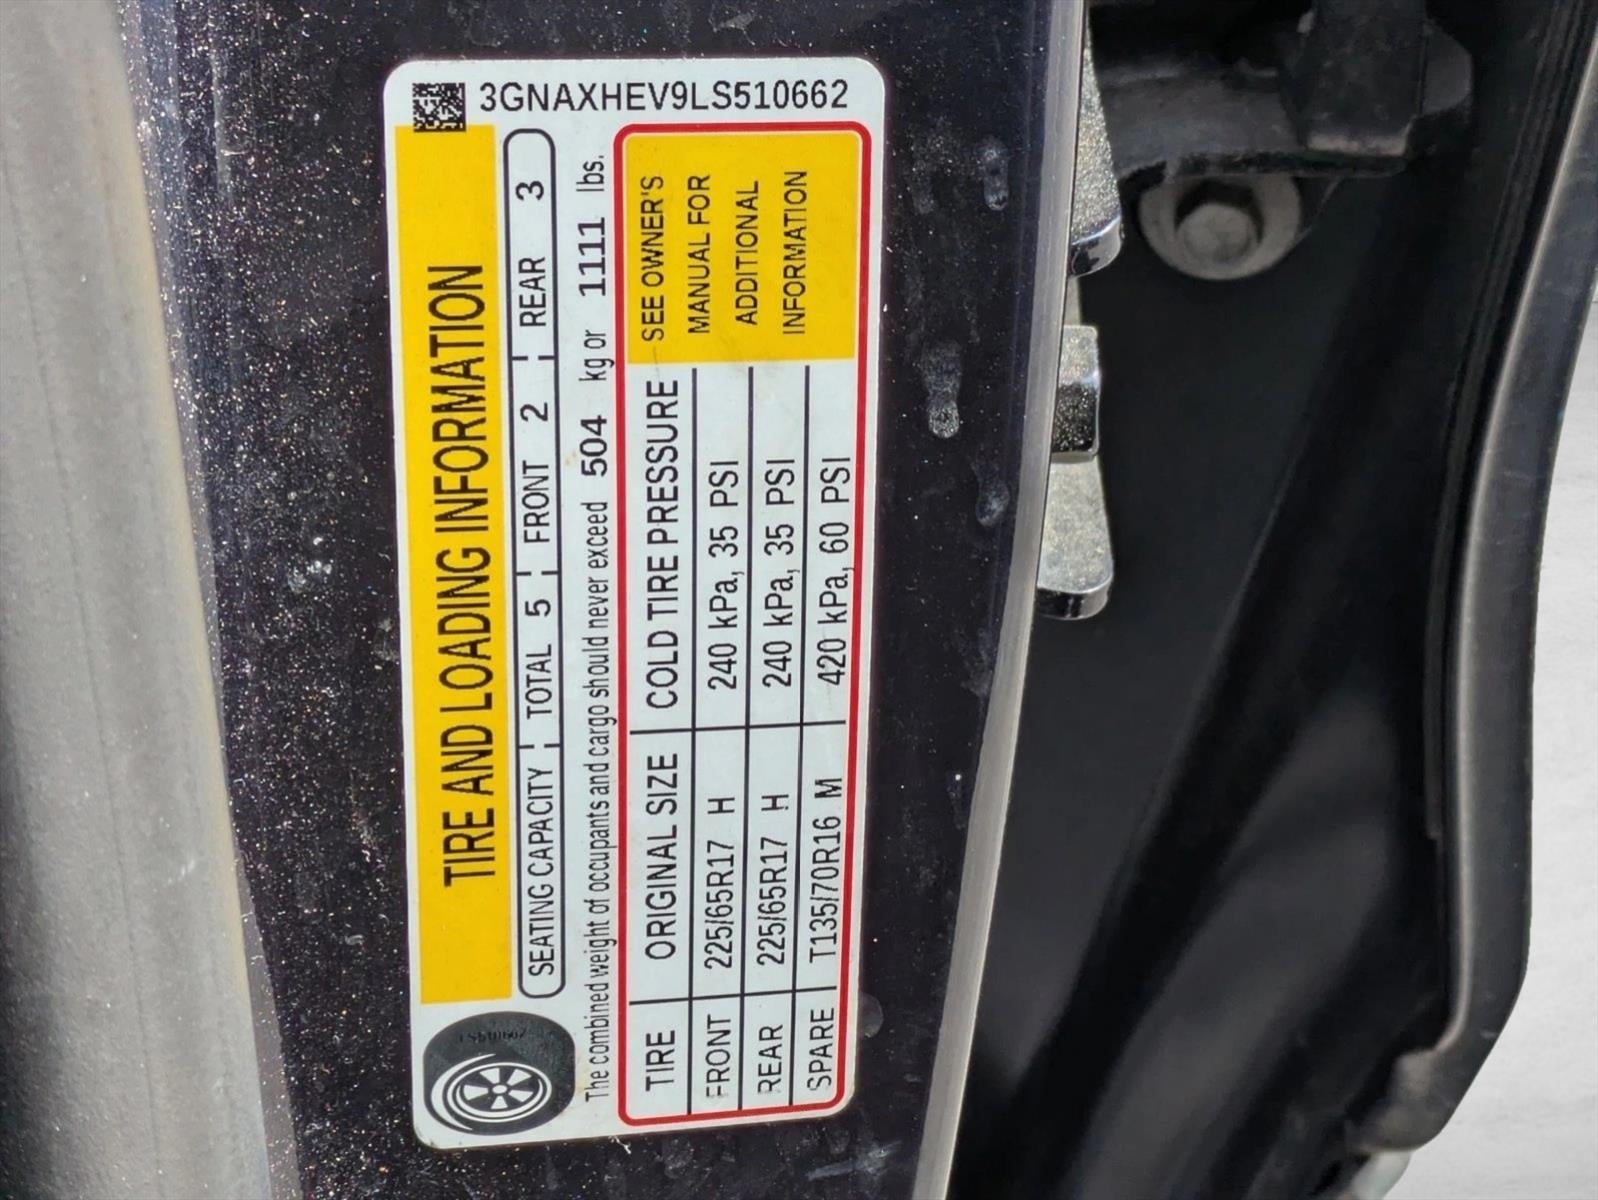 3GNAXHEV9LS510662
TIRE AND LOADING INFORMATION
SEATING CAPACITY TOTAL 5 FRONT 2 REAR 3
The combined weight of occupants and cargo should never exceed 504 kg or 1111 lbs.
TIRE ORIGINAL SIZE COLD TIRE PRESSURE
FRONT 225/65R17 H 240 kPa, 35 PSI
REAR 225/65R17 H 240 kPa, 35 PSI
SPARE T135/70R16 M 420 kPa, 60 PSI
SEE OWNER'S
MANUAL FOR
ADDITIONAL
INFORMATION